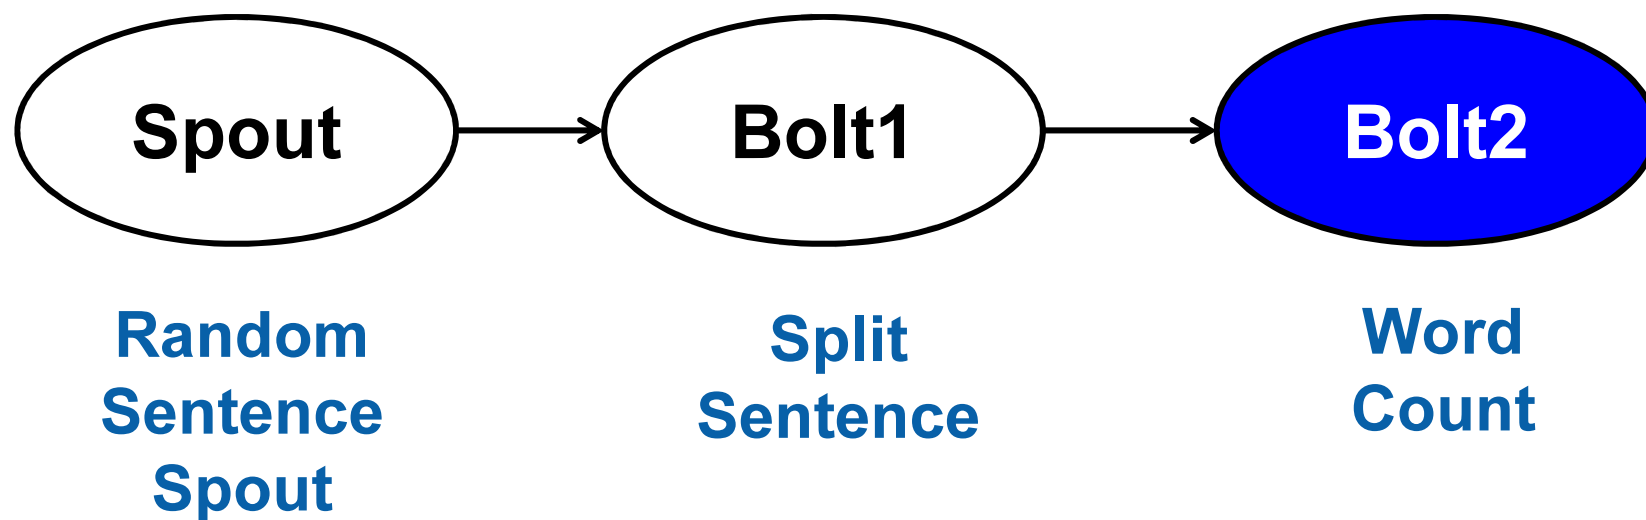 Spout
Bolt1
Bolt2
Random
Sentence
Spout
Split
Sentence
Word
Count